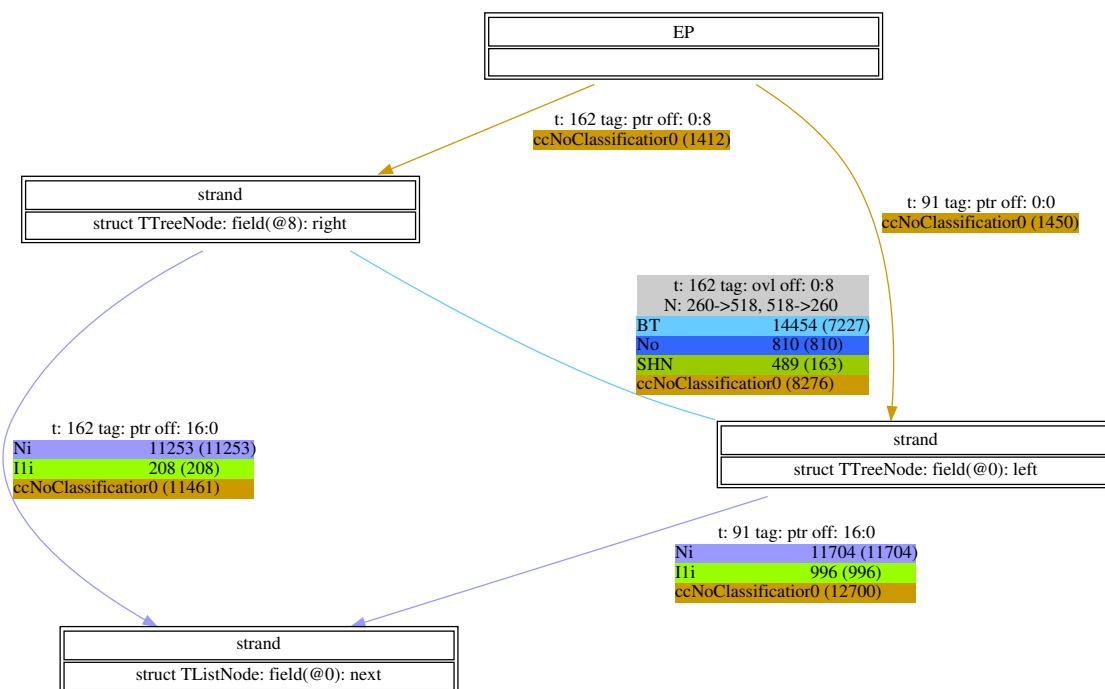 EP
t: 162 tag: ptr off: 0:8
ccNoClassificatior0 (1412)
strand
struct TTreeNode: field(@8): right
t: 91 tag: ptr off: 0:0
ccNoClassificatior0 (1450)
t: 162 tag: ovl off: 0:8
N: 260->518, 518->260
BT 14454 (7227)
No 810 (810)
SHN 489 (163)
ccNoClassificatior0 (8276)
t: 162 tag: ptr off: 16:0
Ni 11253 (11253)
I1i 208 (208)
ccNoClassificatior0 (11461)
strand
struct TTreeNode: field(@0): left
t: 91 tag: ptr off: 16:0
Ni 11704 (11704)
I1i 996 (996)
ccNoClassificatior0 (12700)
strand
struct TListNode: field(@0): next